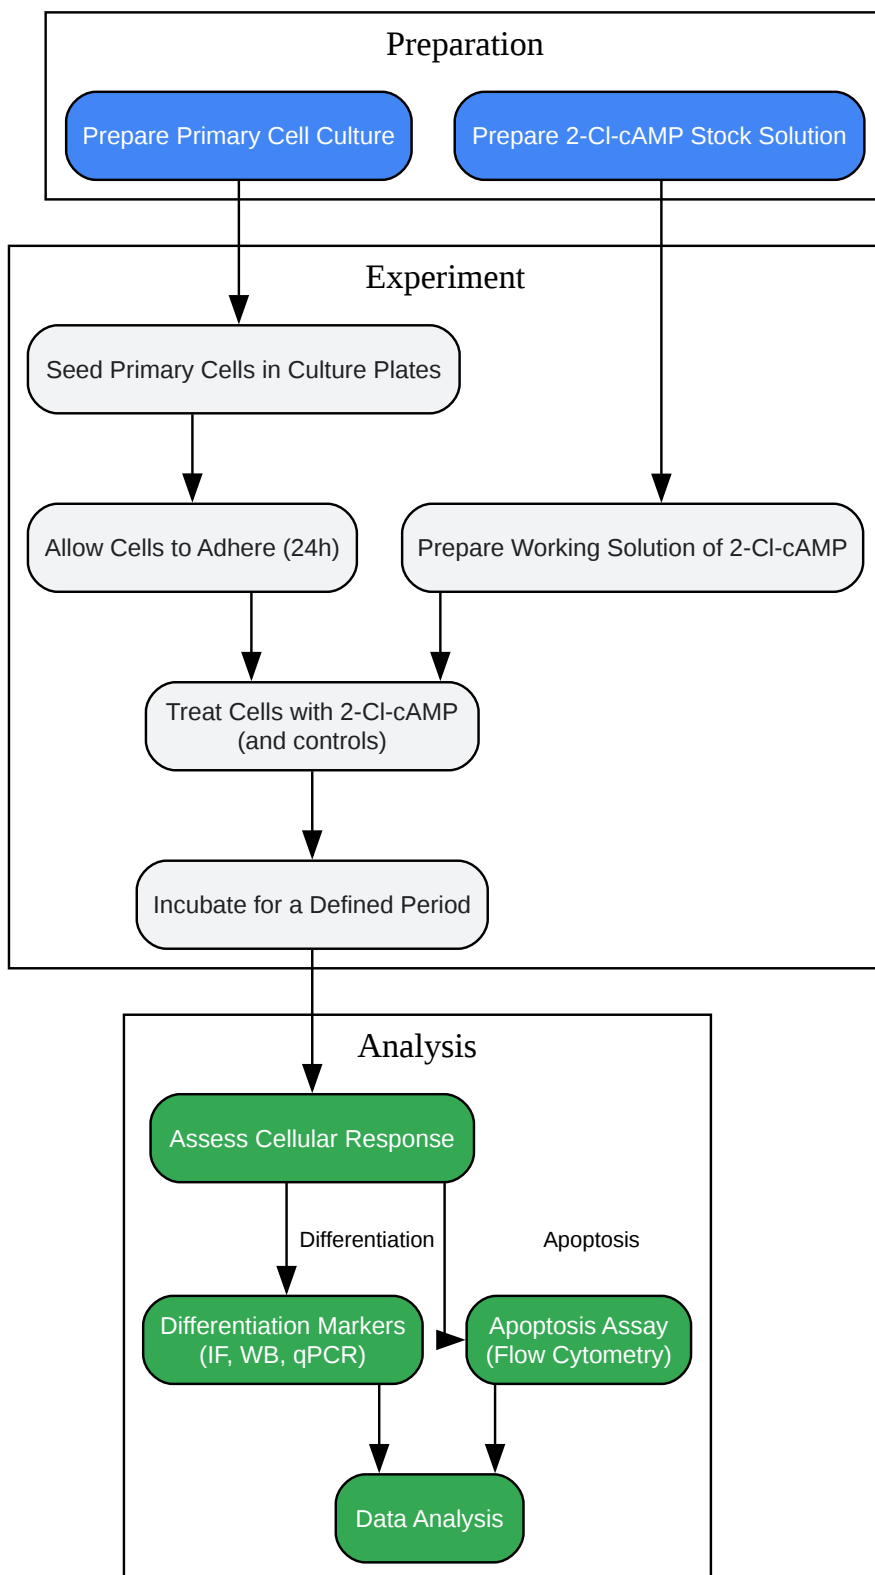 Preparation
Prepare Primary Cell Culture
Prepare 2-Cl-cAMP Stock Solution
Experiment
Seed Primary Cells in Culture Plates
Allow Cells to Adhere (24h)
Prepare Working Solution of 2-Cl-cAMP
Treat Cells with 2-Cl-cAMP
(and controls)
Incubate for a Defined Period
Analysis
Assess Cellular Response
Differentiation
Apoptosis
Differentiation Markers
(IF, WB, qPCR)
Apoptosis Assay
(Flow Cytometry)
Data Analysis